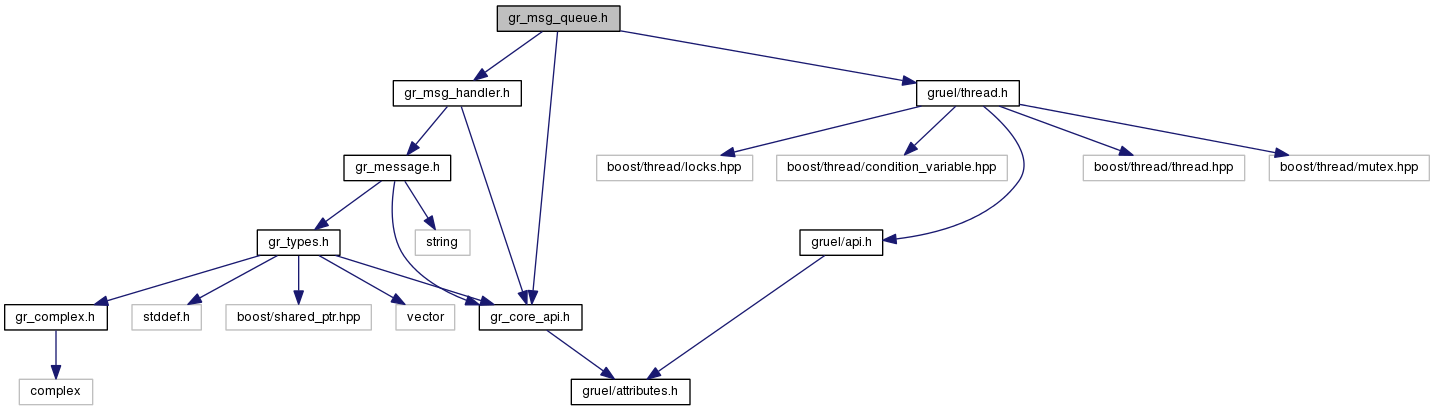 gr_msg_queue.h
gr_msg_handler.h
gruel/thread.h
gr_message.h
boost/thread/locks.hpp
boost/thread/condition_variable.hpp
boost/thread/thread.hpp
boost/thread/mutex.hpp
gr_types.h
string
gruel/api.h
gr_complex.h
stddef.h
boost/shared_ptr.hpp
vector
gr_core_api.h
complex
gruel/attributes.h